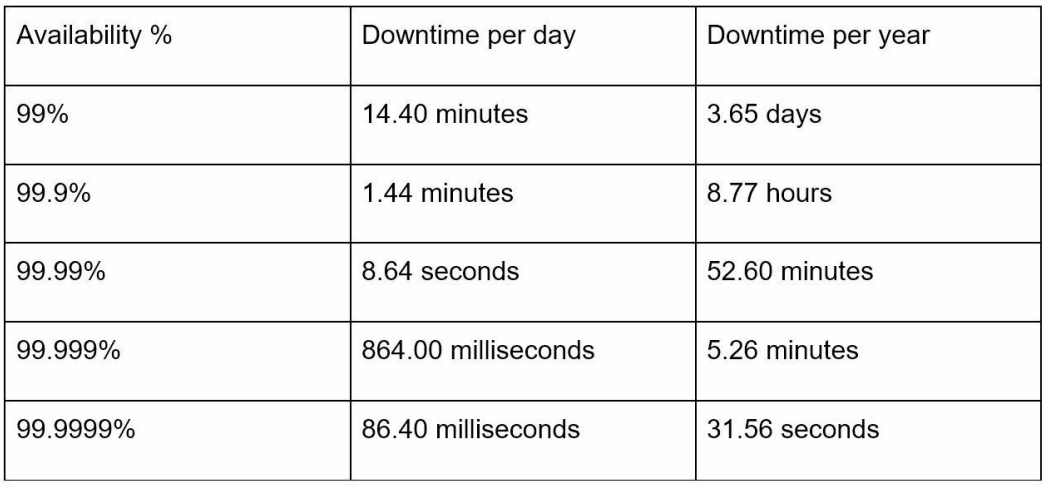 Availability % Downtime per day Downtime per year
99% 14.40 minutes 3.65 days
99.9% 1.44 minutes 8.77 hours
99.99% 8.64 seconds 52.60 minutes
99.999% 864.00 milliseconds 5.26 minutes
99.9999% 86.40 milliseconds 31.56 seconds